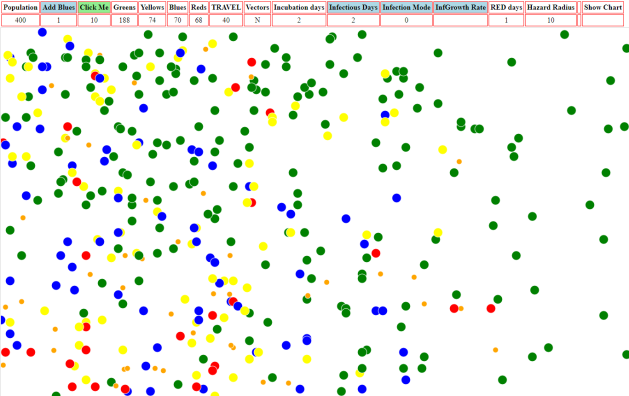 Population Add Blues Click Me Greens Yellows Blues Reds TRAVEL Vectors Incubation days Infectious Days Infection Mode InfGrowth Rate RED days Hazard Radius Show Chart
400 1 10 188 74 70 68 40 N 2 2 0 1 10